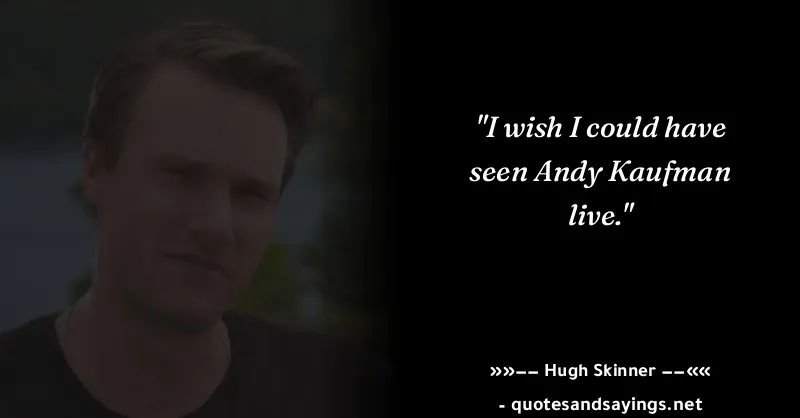 "I wish I could have
seen Andy Kaufman
live."
»»−− Hugh Skinner −−««
- quotesandsayings.net